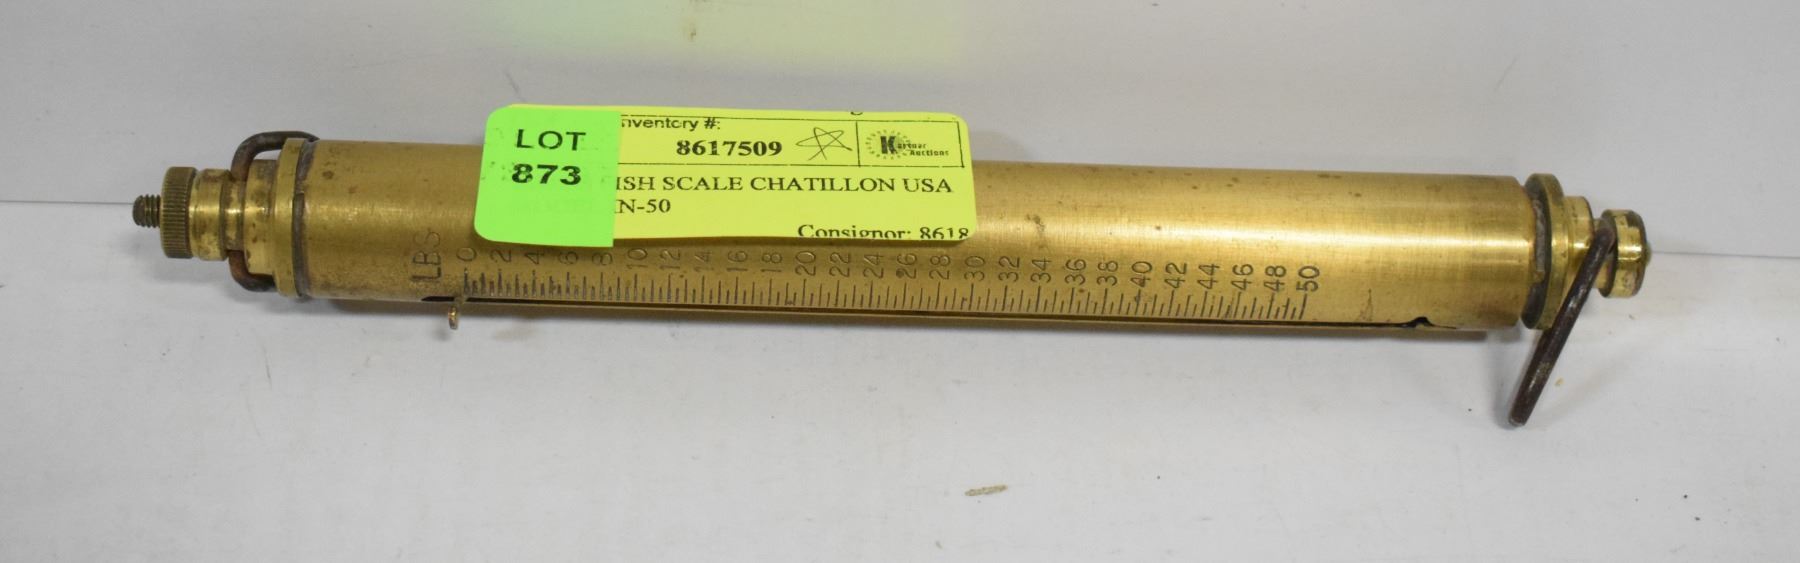 LOT
873
Inventory #:
8617509
Kastner
Auctions
ISH SCALE CHATILLON USA
IN-50
Consignor: 8618
LBS 0 2 4 6 8 10 12 14 16 18 20 22 24 26 28 30 32 34 36 38 40 42 44 46 48 50